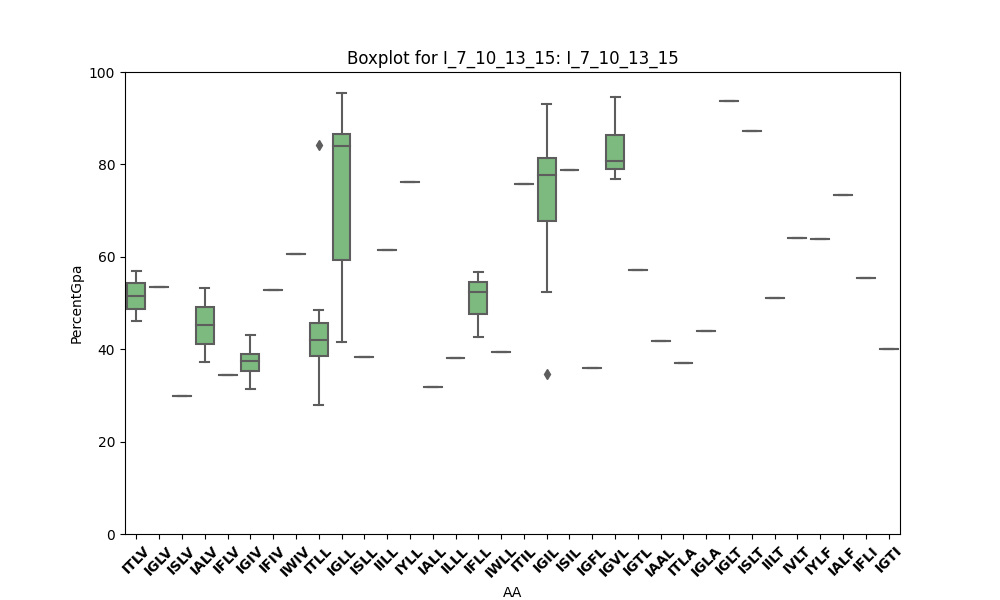 Boxplot for I_7_10_13_15: I_7_10_13_15
100
80
60
40
20
0
PercentGpa
ITLV IGLV ISLV IALV IFLV IGIV IFIV IWIV ITLL IGLL ISLL IILL IYLL IALL ILLL IFLL IWLL ITIL IGIL ISIL IGFL IGVL IGTL IAAL ITLA IGLA IGLT ISLT IILT IVLT IYLF IALF IFLI IGTI
AA